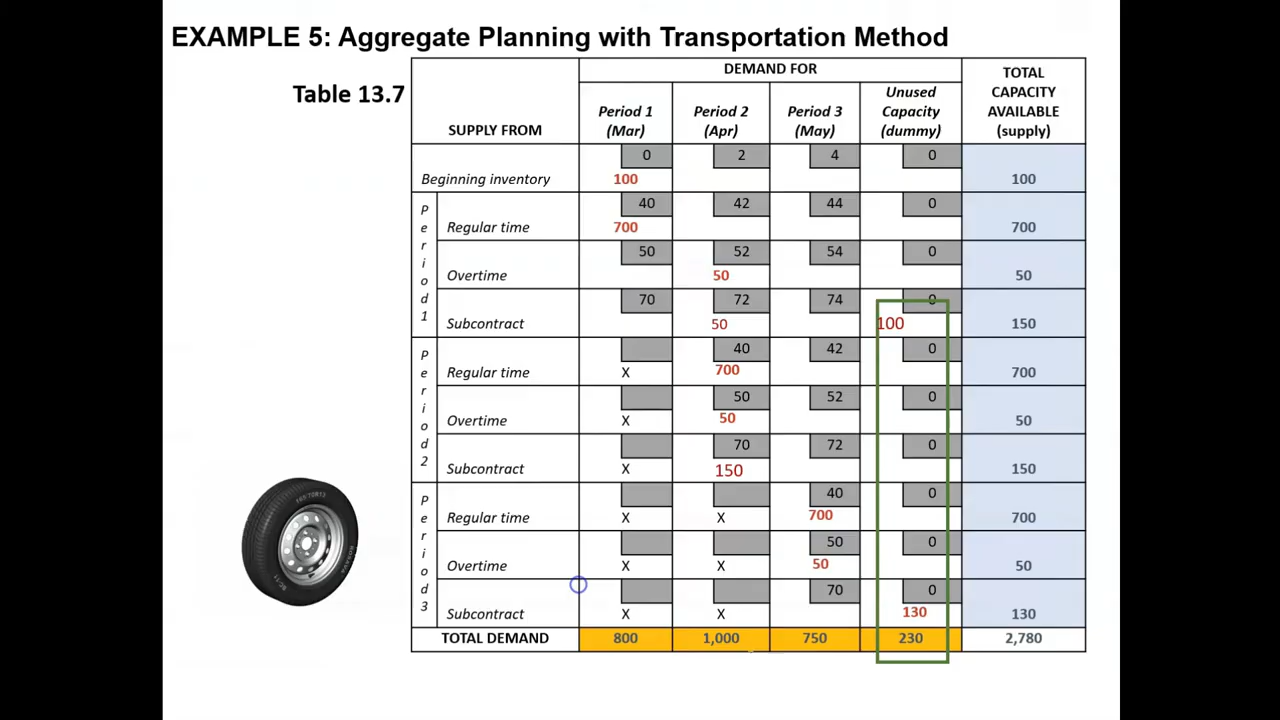 EXAMPLE 5: Aggregate Planning with Transportation Method
Table 13.7
DEMAND FOR
SUPPLY FROM
Period 1
(Mar)
Period 2
(Apr)
Period 3
(May)
Unused
Capacity
(dummy)
TOTAL
CAPACITY
AVAILABLE
(supply)
0 2 4 0
Beginning inventory 100 100
Period 1
40 42 44 0
Regular time 700 700
50 52 54 0
Overtime 50 50
70 72 74 0
Subcontract 50 100 150
Period 2
40 42 0
Regular time X 700 700
50 52 0
Overtime X 50 50
70 72 0
Subcontract X 150 150
Period 3
40 0
Regular time X X 700 700
50 0
Overtime X X 50 50
70 0
Subcontract X X 130 130
TOTAL DEMAND 800 1,000 750 230 2,780